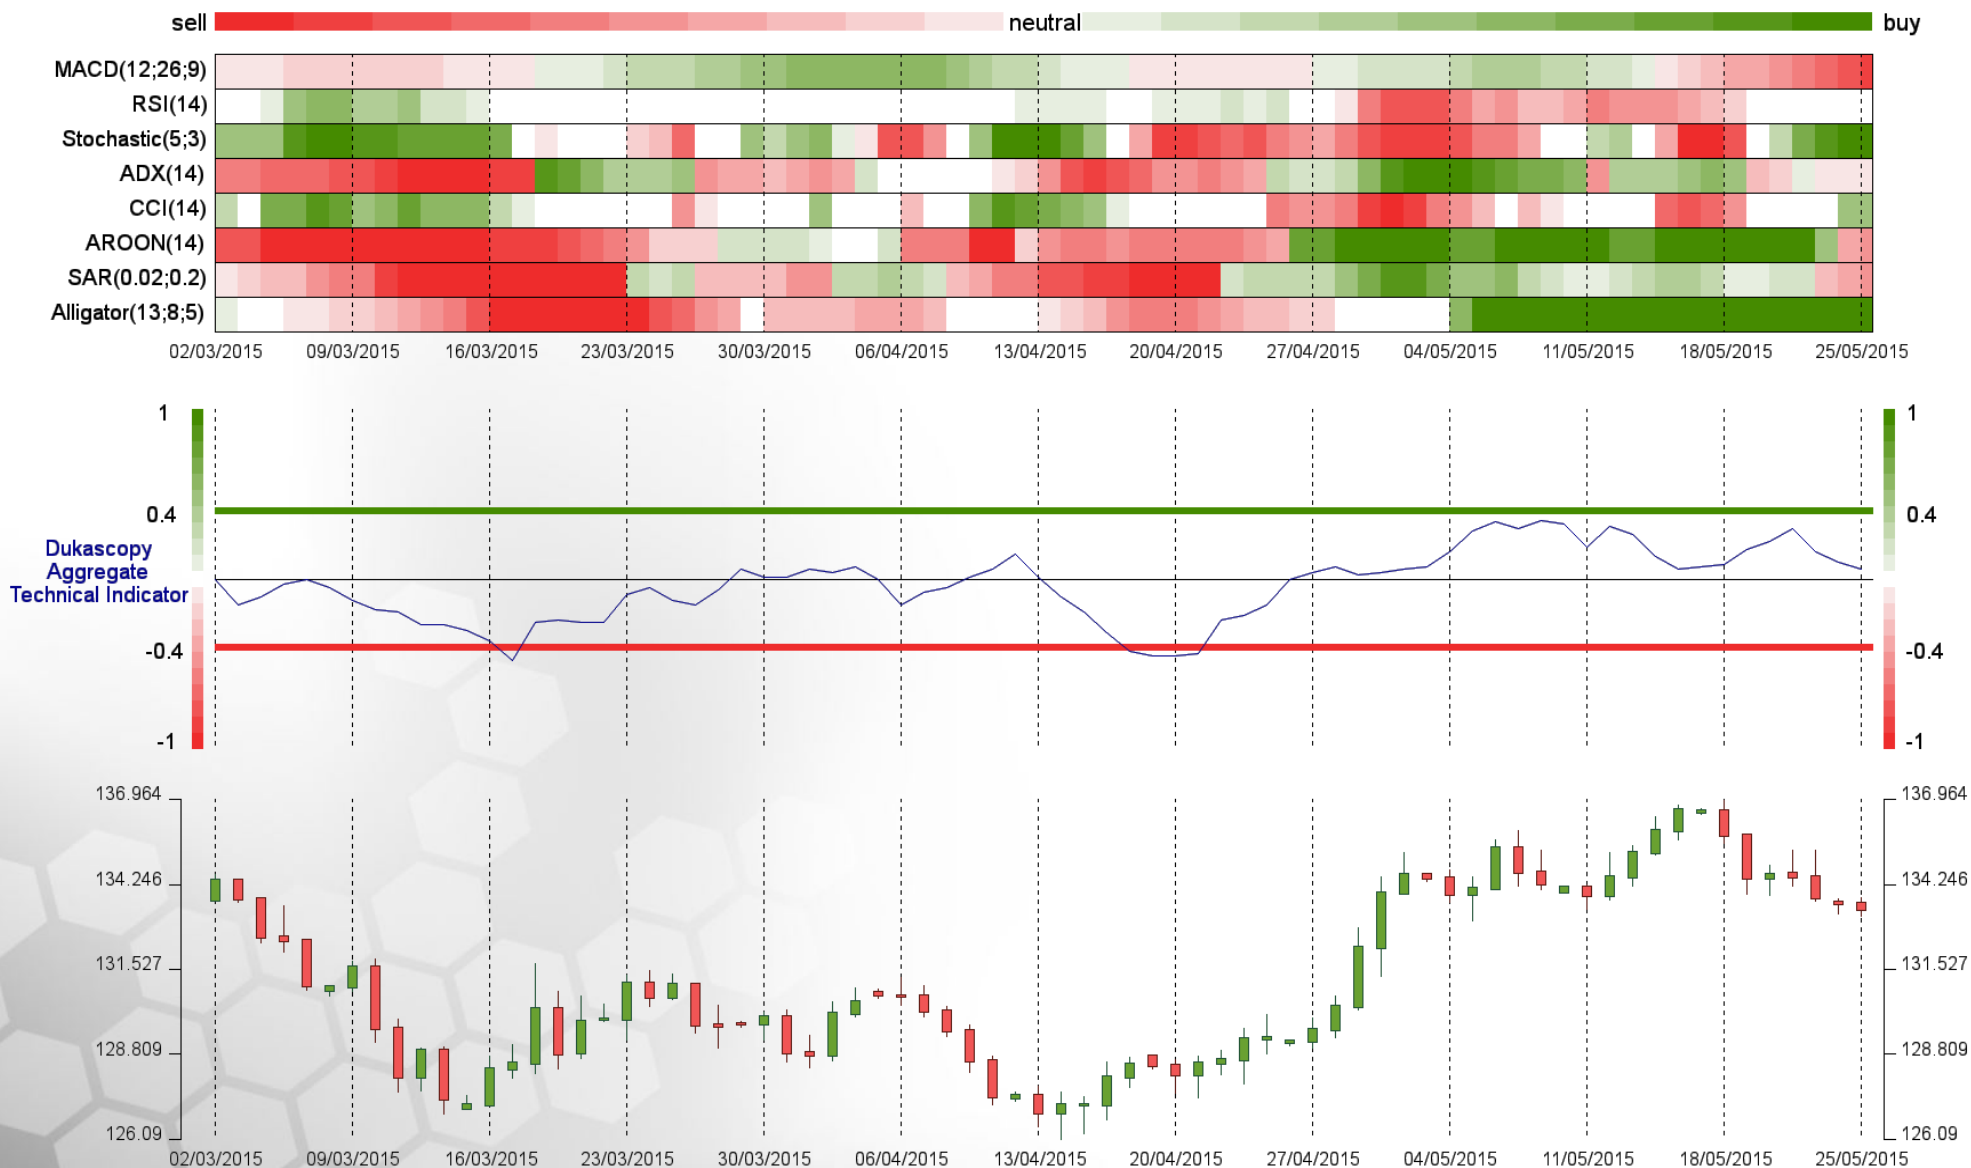 sell neutral buy
MACD(12;26;9)
RSI(14)
Stochastic(5;3)
ADX(14)
CCI(14)
AROON(14)
SAR(0.02;0.2)
Alligator(13;8;5)
02/03/2015 09/03/2015 16/03/2015 23/03/2015 30/03/2015 06/04/2015 13/04/2015 20/04/2015 27/04/2015 04/05/2015 11/05/2015 18/05/2015 25/05/2015
1 1
0.4 0.4
Dukascopy
Aggregate
Technical Indicator
-0.4 -0.4
-1 -1
136.964 136.964
134.246 134.246
131.527 131.527
128.809 128.809
126.09 126.09
02/03/2015 09/03/2015 16/03/2015 23/03/2015 30/03/2015 06/04/2015 13/04/2015 20/04/2015 27/04/2015 04/05/2015 11/05/2015 18/05/2015 25/05/2015